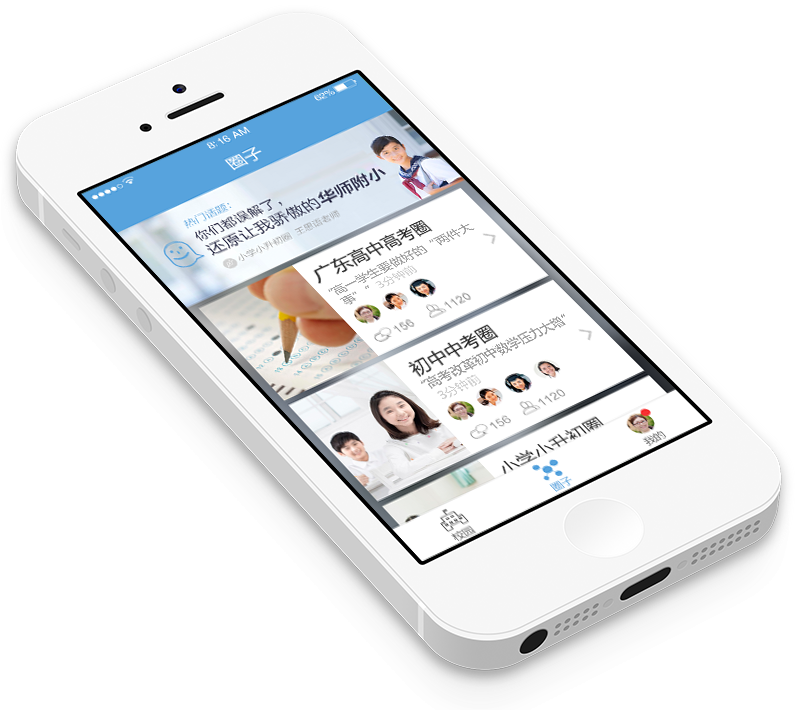 62%
8:16 AM
圈子
热门话题：
你们都误解了，
还原让我骄傲的华师附小
小学小升初圈 王思语老师
广东高中高考圈
“高一学生要做好的“两件大
事””3分钟前
156 1120
初中中考圈
“高考改革初中数学压力大增”
3分钟前
156 1120
小学小升初圈
校园
圈子
我的